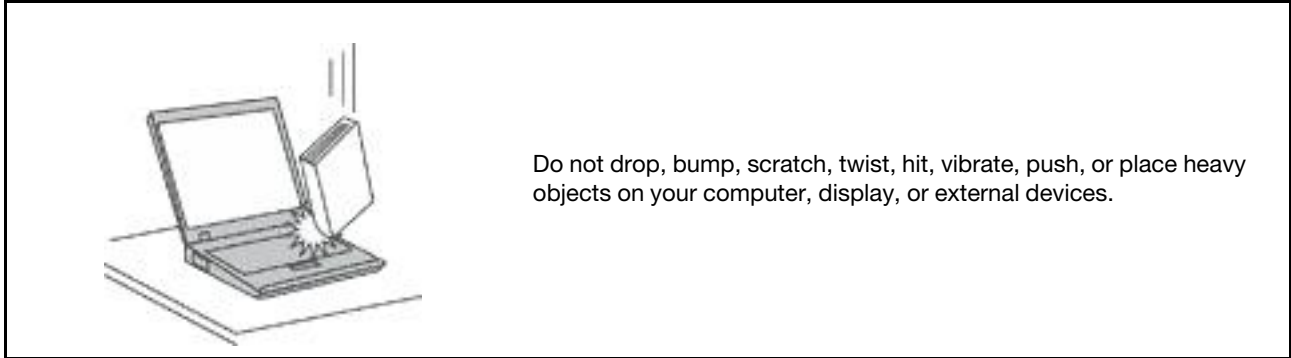 Do not drop, bump, scratch, twist, hit, vibrate, push, or place heavy
objects on your computer, display, or external devices.